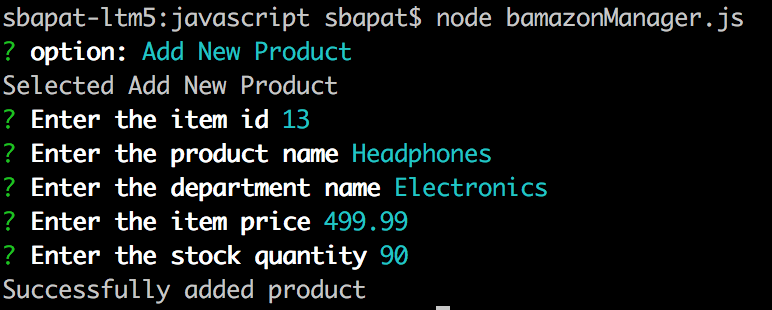 sbapat-ltm5:javascript sbapat$ node bamazonManager.js
? option: Add New Product
Selected Add New Product
? Enter the item id 13
? Enter the product name Headphones
? Enter the department name Electronics
? Enter the item price 499.99
? Enter the stock quantity 90
Successfully added product